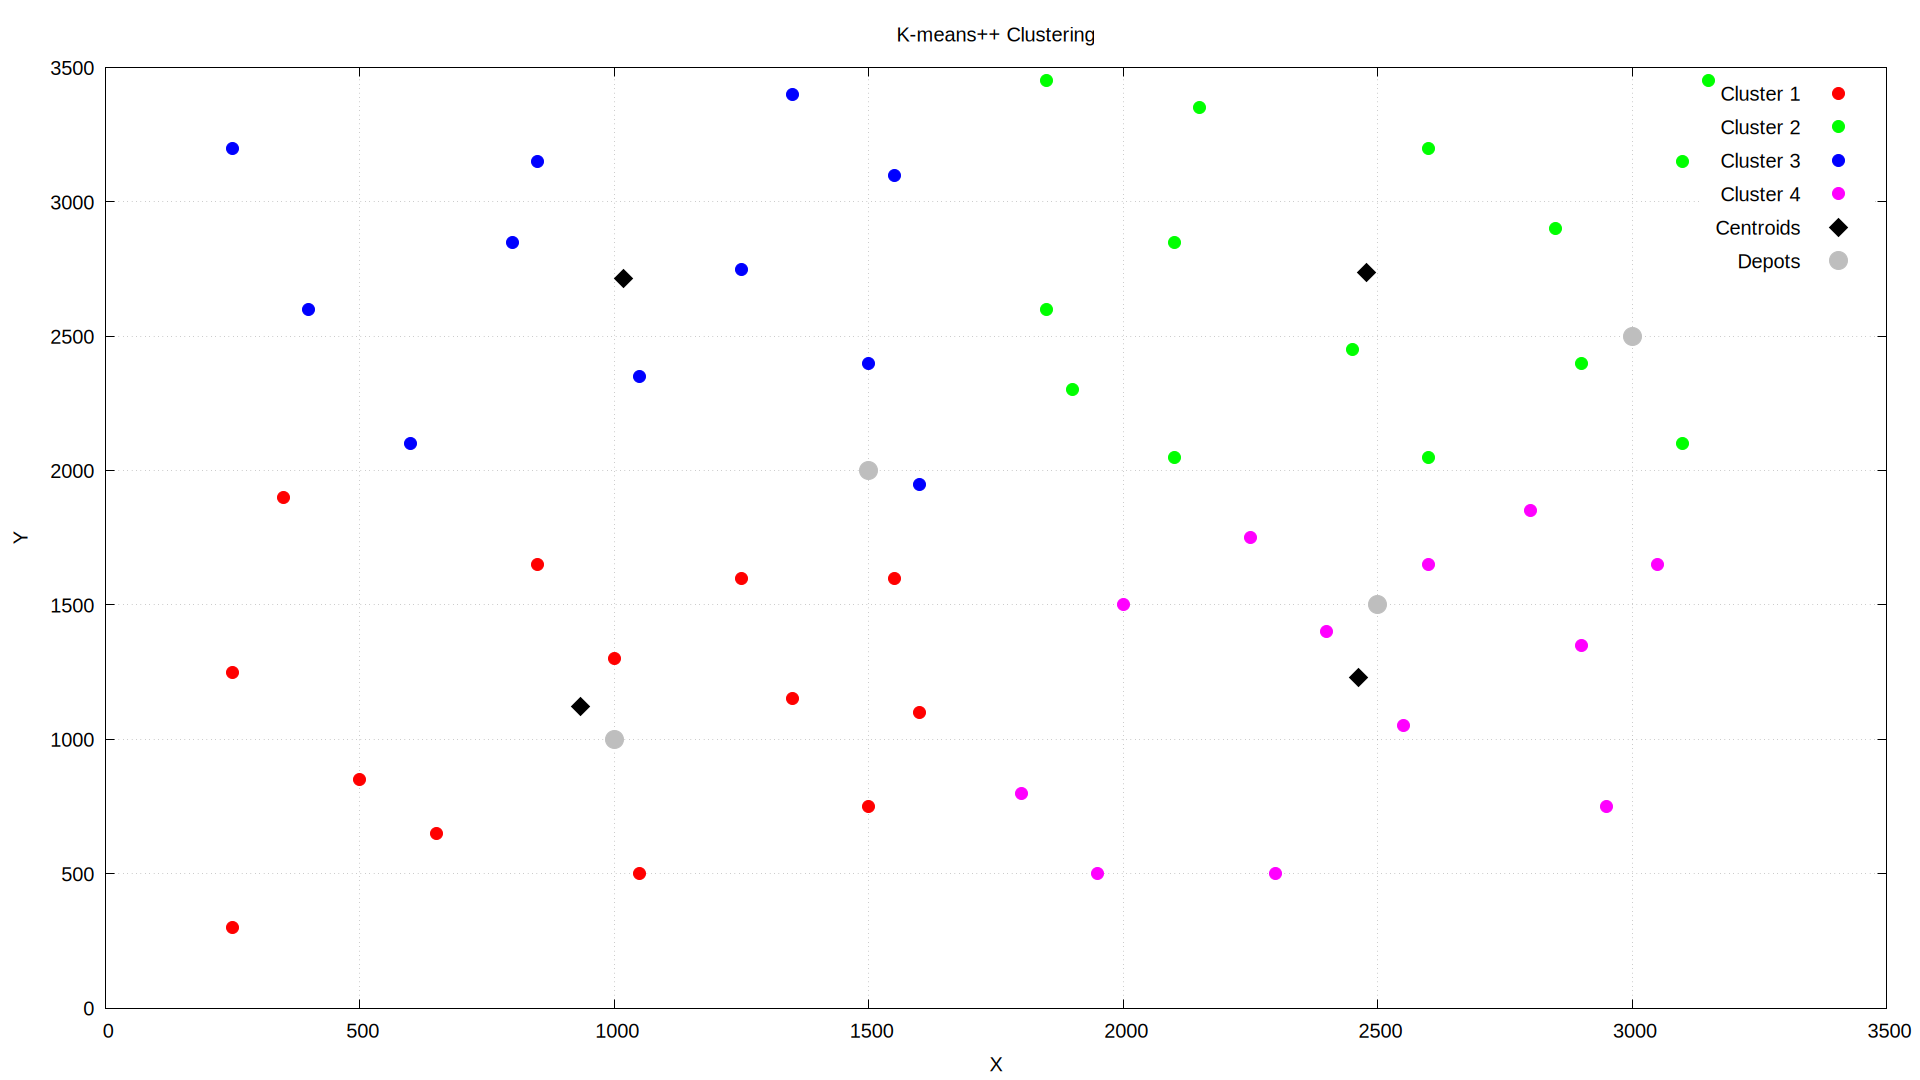 K-means++ Clustering
3500
3000
2500
2000
1500
1000
500
0
Y
Cluster 1
Cluster 2
Cluster 3
Cluster 4
Centroids
Depots
0 500 1000 1500 2000 2500 3000 3500
X